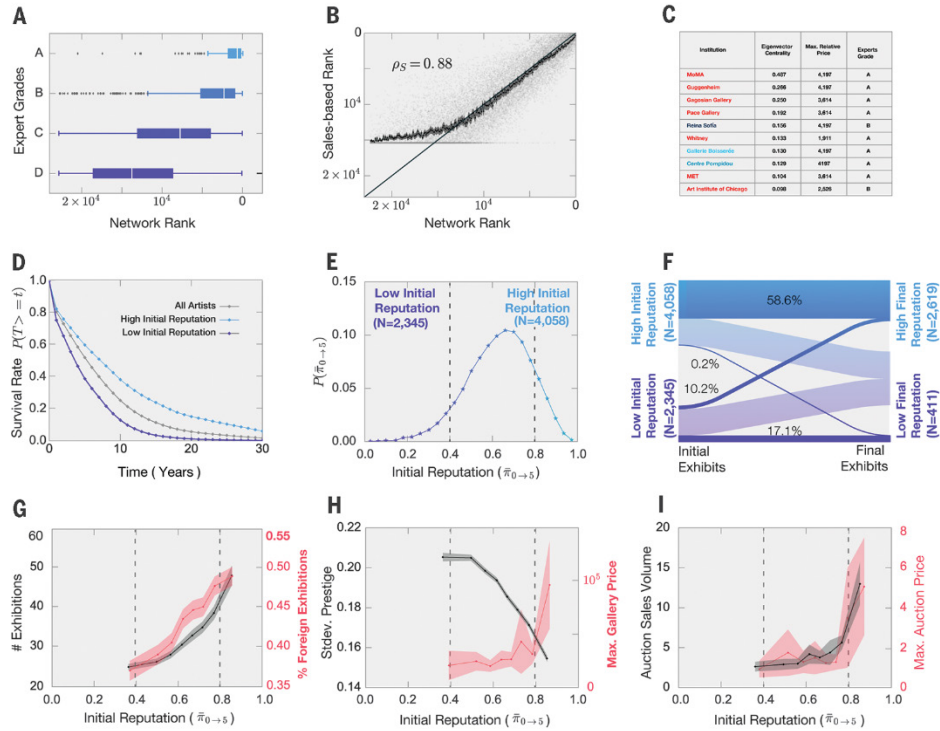 A
Expert Grades
A
B
C
D
2 × 10⁴
10⁴
0
Network Rank
B
Sales-based Rank
0
10⁴
2 × 10⁴
ρS = 0.88
2 × 10⁴
10⁴
0
Network Rank
C
Institution Eigenvector Centrality Max. Relative Price Experts Grade
MoMA 0.407 4,197 A
Guggenheim 0.266 4,197 A
Gagosian Gallery 0.250 3,614 A
Pace Gallery 0.192 3,614 A
Reina Sofía 0.156 4,197 B
Whitney 0.133 1,911 A
0.130 4,197 A
Centre Pompidou 0.129 4197 A
MET 0.104 3,614 A
Art Institute of Chicago 0.098 2,526 B
D
Survival Rate P(T >= t)
1.0
0.8
0.6
0.4
0.2
0.0
All Artists
High Initial Reputation
Low Initial Reputation
0
10
20
30
Time ( Years )
E
P(π̄0→5)
0.15
0.10
0.05
0.00
Low Initial
Reputation
(N=2,345)
High Initial
Reputation
(N=4,058)
0.0 0.2 0.4 0.6 0.8 1.0
Initial Reputation (π̄0→5)
F
High Initial
Reputation
(N=4,058)
Low Initial
Reputation
(N=2,345)
58.6%
0.2%
10.2%
17.1%
High Final
Reputation
(N=2,619)
Low Final
Reputation
(N=411)
Initial
Exhibits
Final
Exhibits
G
# Exhibitions
60
50
40
30
20
0.55
0.50
0.45
0.40
0.35
% Foreign Exhibitions
0.0 0.2 0.4 0.6 0.8 1.0
Initial Reputation ( π̄0→5)
H
Stdev. Prestige
0.22
0.20
0.18
0.16
0.14
10⁵
0
Max. Gallery Price
0.0 0.2 0.4 0.6 0.8 1.0
Initial Reputation ( π̄0→5)
I
Auction Sales Volume
20
15
10
5
0
8
6
4
2
0
Max. Auction Price
0.0 0.2 0.4 0.6 0.8 1.0
Initial Reputation ( π̄0→5)